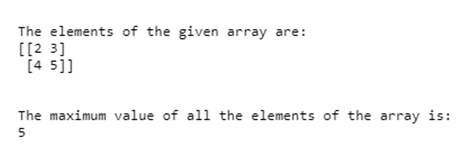 The elements of the given array are:
[[2 3]
 [4 5]]
The maximum value of all the elements of the array is:
5